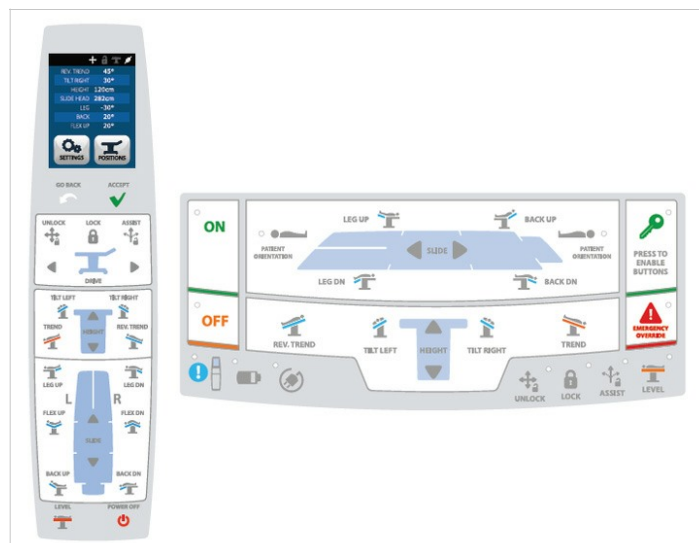 REV. TREND 45°
TILT RIGHT 30°
HEIGHT 120cm
SLIDE HEAD 282cm
LEG -30°
BACK 20°
FLEX UP 20°
SETTINGS POSITIONS
GO BACK ACCEPT
UNLOCK LOCK ASSIST
DRIVE
TILT LEFT TILT RIGHT
TREND HEIGHT REV. TREND
LEG UP LEG DN
L R
FLEX UP FLEX DN
SLIDE
BACK UP BACK DN
LEVEL POWER OFF
ON
LEG UP BACK UP
PATIENT ORIENTATION SLIDE PATIENT ORIENTATION
LEG DN BACK DN
PRESS TO
ENABLE
BUTTONS
OFF
REV. TREND TILT LEFT HEIGHT TILT RIGHT TREND
EMERGENCY
OVERRIDE
UNLOCK LOCK ASSIST LEVEL